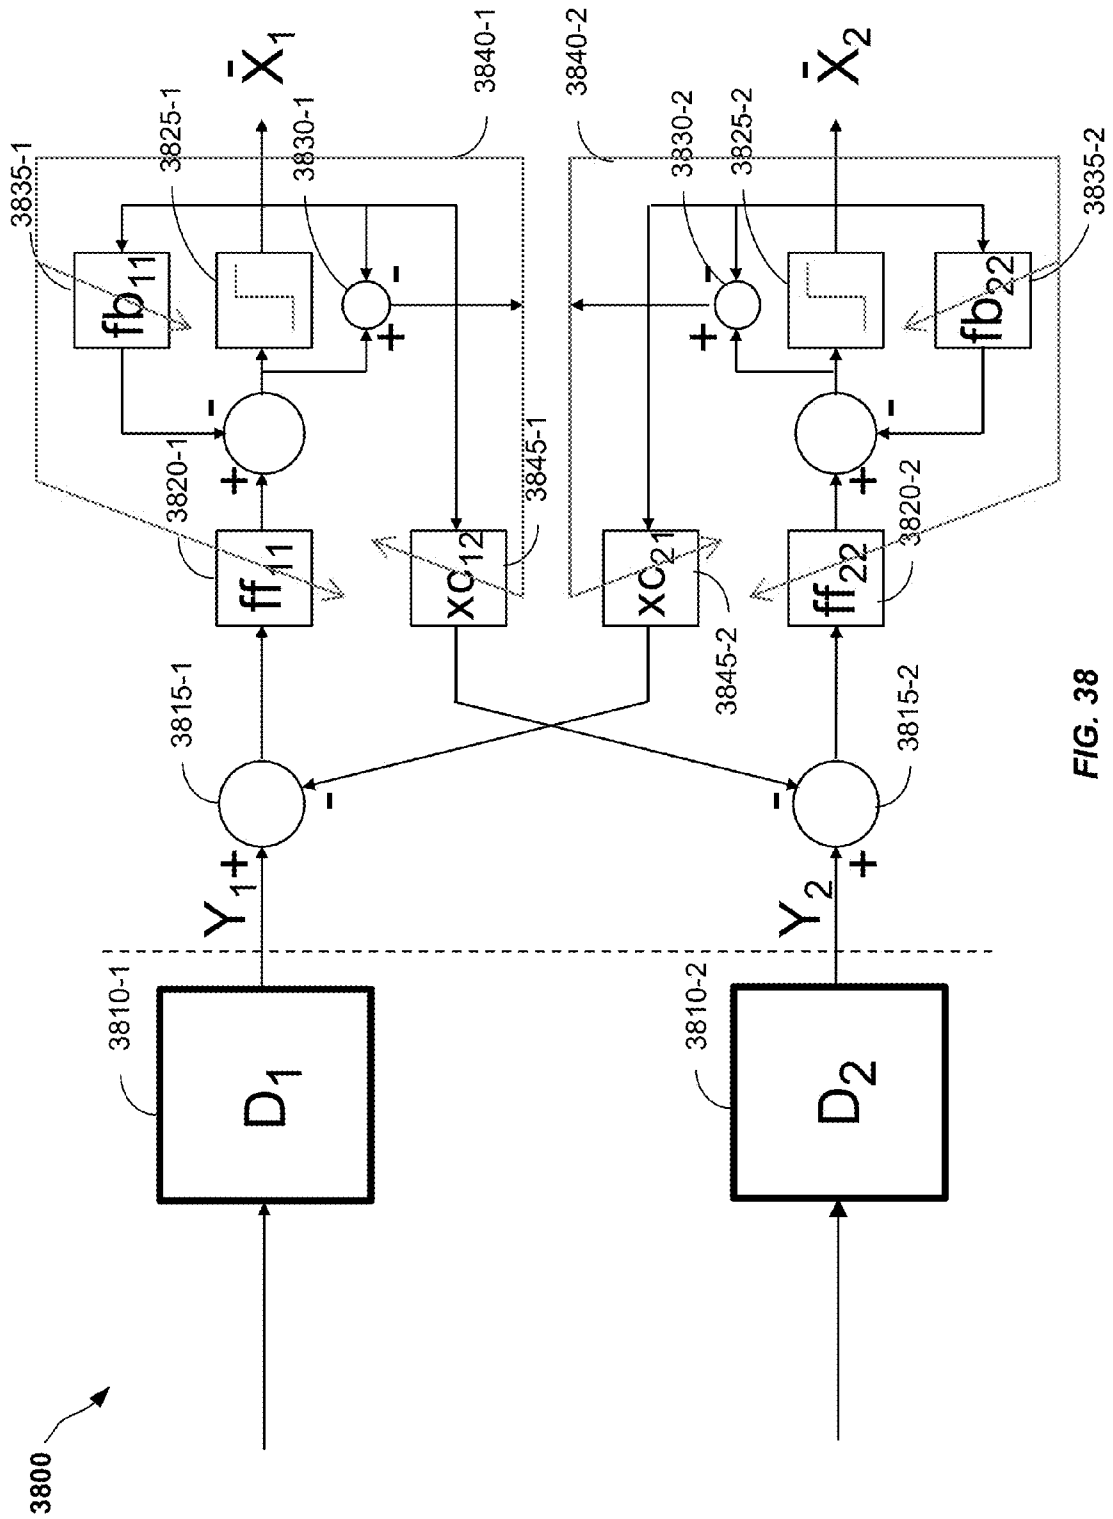 3800
D1
3810-1
Y1
+
-
3815-1
ff11
3820-1
+
-
fb11
3835-1
3825-1
+
-
3830-1
X̄1
3840-1
xc12
3845-1
D2
3810-2
Y2
+
-
3815-2
xc21
3845-2
ff22
3820-2
+
-
+
-
3830-2
3825-2
fb22
3835-2
X̄2
3840-2
FIG. 38